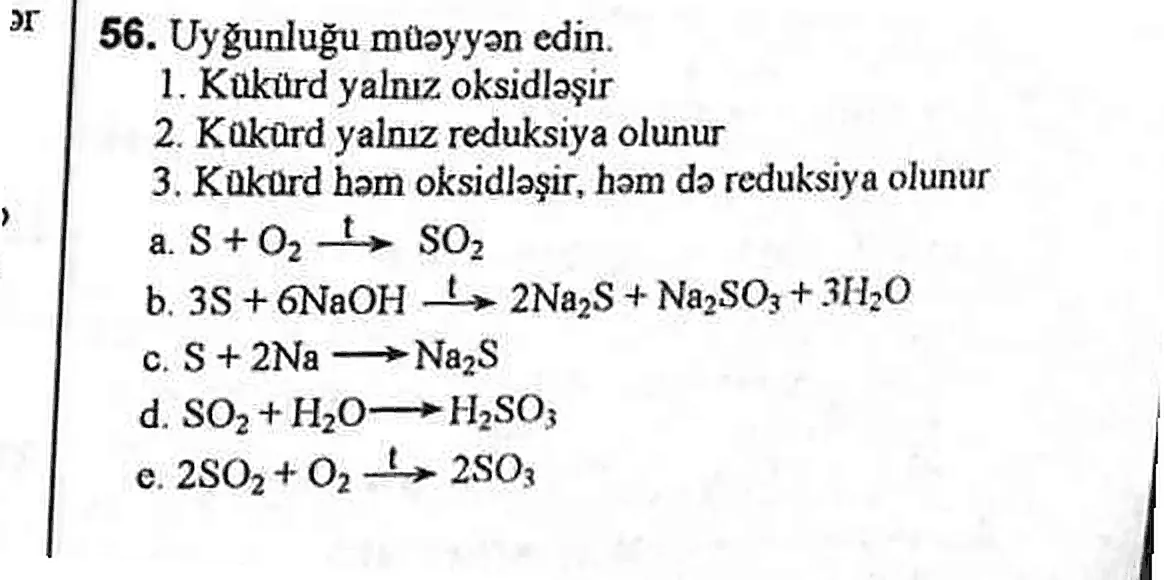 ər
56. Uyğunluğu müəyyən edin.
1. Kükürd yalnız oksidləşir
2. Kükürd yalnız reduksiya olunur
3. Kükürd həm oksidləşir, həm də reduksiya olunur
a. S + O₂ —t→ SO₂
b. 3S + 6NaOH —t→ 2Na₂S + Na₂SO₃ + 3H₂O
c. S + 2Na ⟶ Na₂S
d. SO₂ + H₂O ⟶ H₂SO₃
e. 2SO₂ + O₂ —t→ 2SO₃